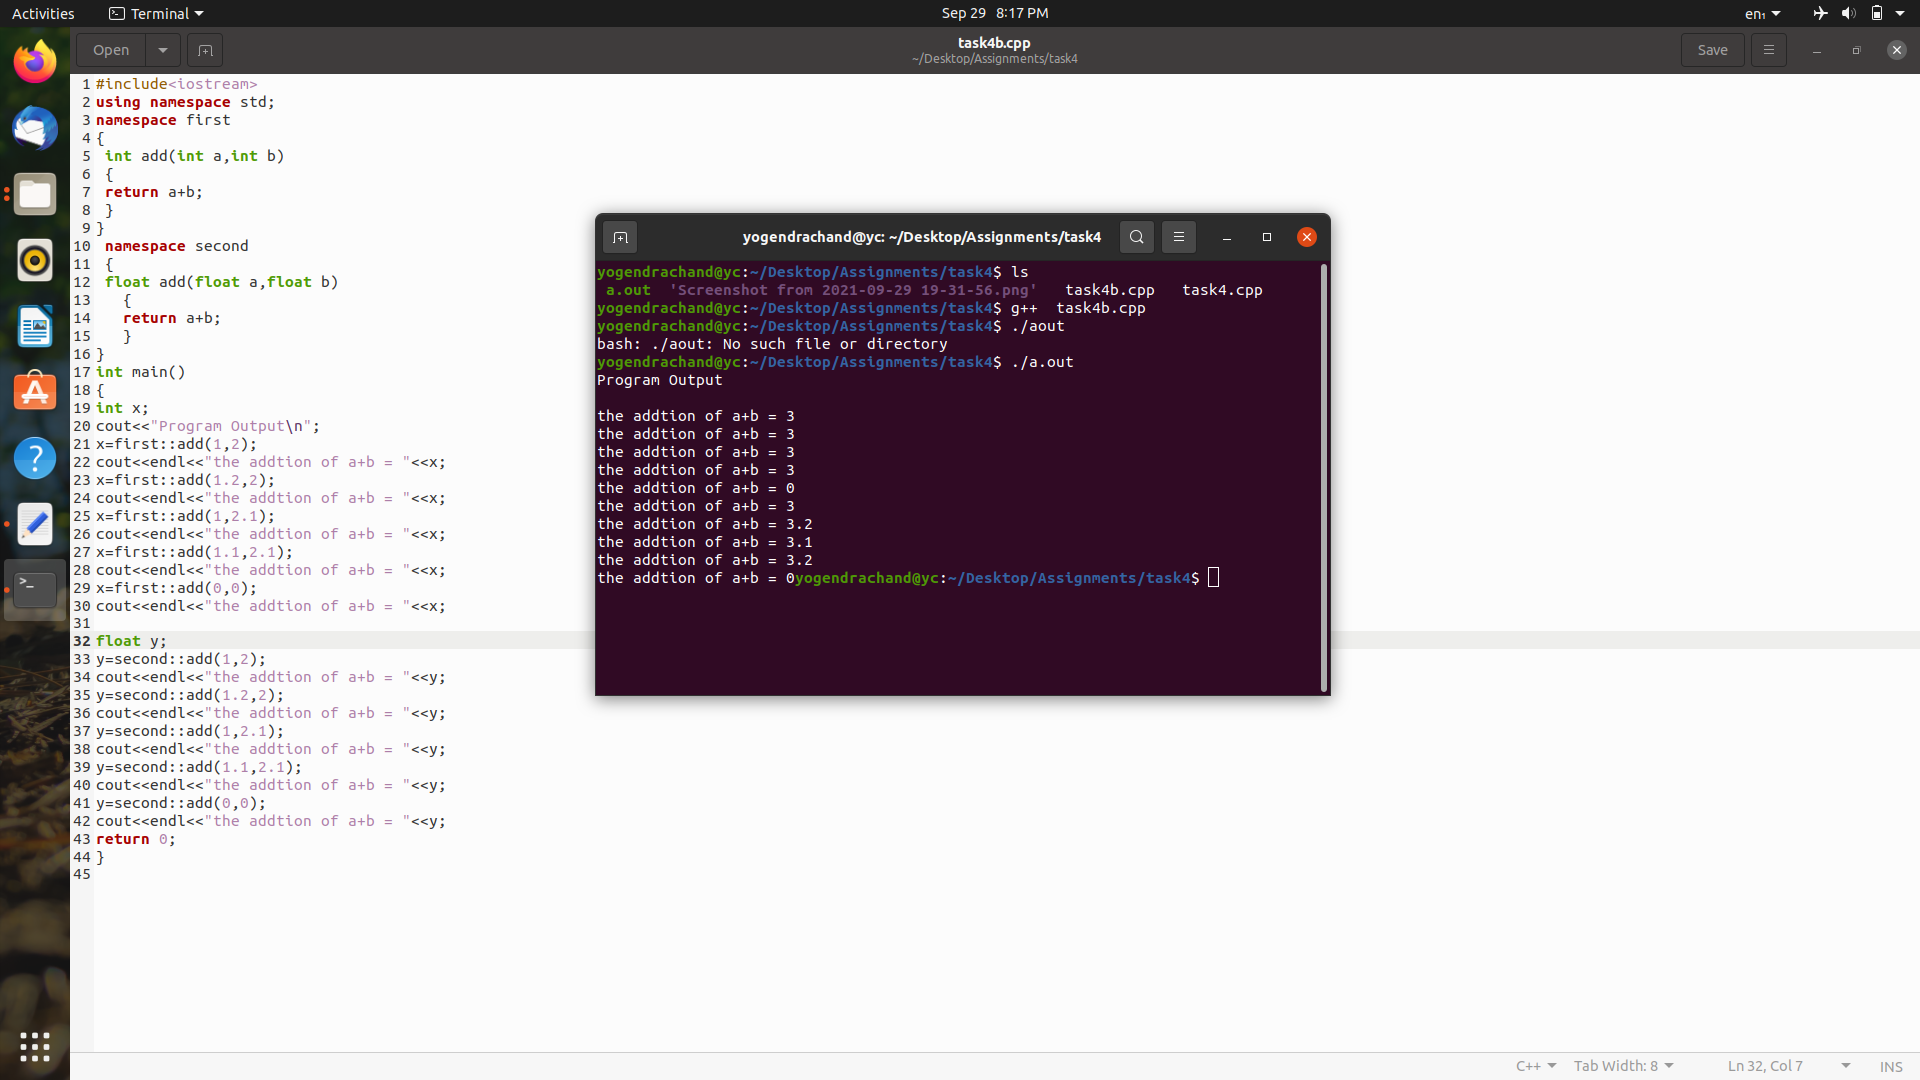 Activities Terminal Sep 29 8:17 PM en₁
Open task4b.cpp Save
~/Desktop/Assignments/task4
1 #include<iostream>
2 using namespace std;
3 namespace first
4 {
5 int add(int a,int b)
6 {
7 return a+b;
8 }
9 }
10 namespace second
11 {
12 float add(float a,float b)
13 {
14 return a+b;
15 }
16 }
17 int main()
18 {
19 int x;
20 cout<<"Program Output\n";
21 x=first::add(1,2);
22 cout<<endl<<"the addtion of a+b = "<<x;
23 x=first::add(1.2,2);
24 cout<<endl<<"the addtion of a+b = "<<x;
25 x=first::add(1,2.1);
26 cout<<endl<<"the addtion of a+b = "<<x;
27 x=first::add(1.1,2.1);
28 cout<<endl<<"the addtion of a+b = "<<x;
29 x=first::add(0,0);
30 cout<<endl<<"the addtion of a+b = "<<x;
31
32 float y;
33 y=second::add(1,2);
34 cout<<endl<<"the addtion of a+b = "<<y;
35 y=second::add(1.2,2);
36 cout<<endl<<"the addtion of a+b = "<<y;
37 y=second::add(1,2.1);
38 cout<<endl<<"the addtion of a+b = "<<y;
39 y=second::add(1.1,2.1);
40 cout<<endl<<"the addtion of a+b = "<<y;
41 y=second::add(0,0);
42 cout<<endl<<"the addtion of a+b = "<<y;
43 return 0;
44 }
45
yogendrachand@yc: ~/Desktop/Assignments/task4
yogendrachand@yc:~/Desktop/Assignments/task4$ ls
a.out 'Screenshot from 2021-09-29 19-31-56.png' task4b.cpp task4.cpp
yogendrachand@yc:~/Desktop/Assignments/task4$ g++ task4b.cpp
yogendrachand@yc:~/Desktop/Assignments/task4$ ./aout
bash: ./aout: No such file or directory
yogendrachand@yc:~/Desktop/Assignments/task4$ ./a.out
Program Output
the addtion of a+b = 3
the addtion of a+b = 3
the addtion of a+b = 3
the addtion of a+b = 3
the addtion of a+b = 0
the addtion of a+b = 3
the addtion of a+b = 3.2
the addtion of a+b = 3.1
the addtion of a+b = 3.2
the addtion of a+b = 0yogendrachand@yc:~/Desktop/Assignments/task4$
C++ Tab Width: 8 Ln 32, Col 7 INS